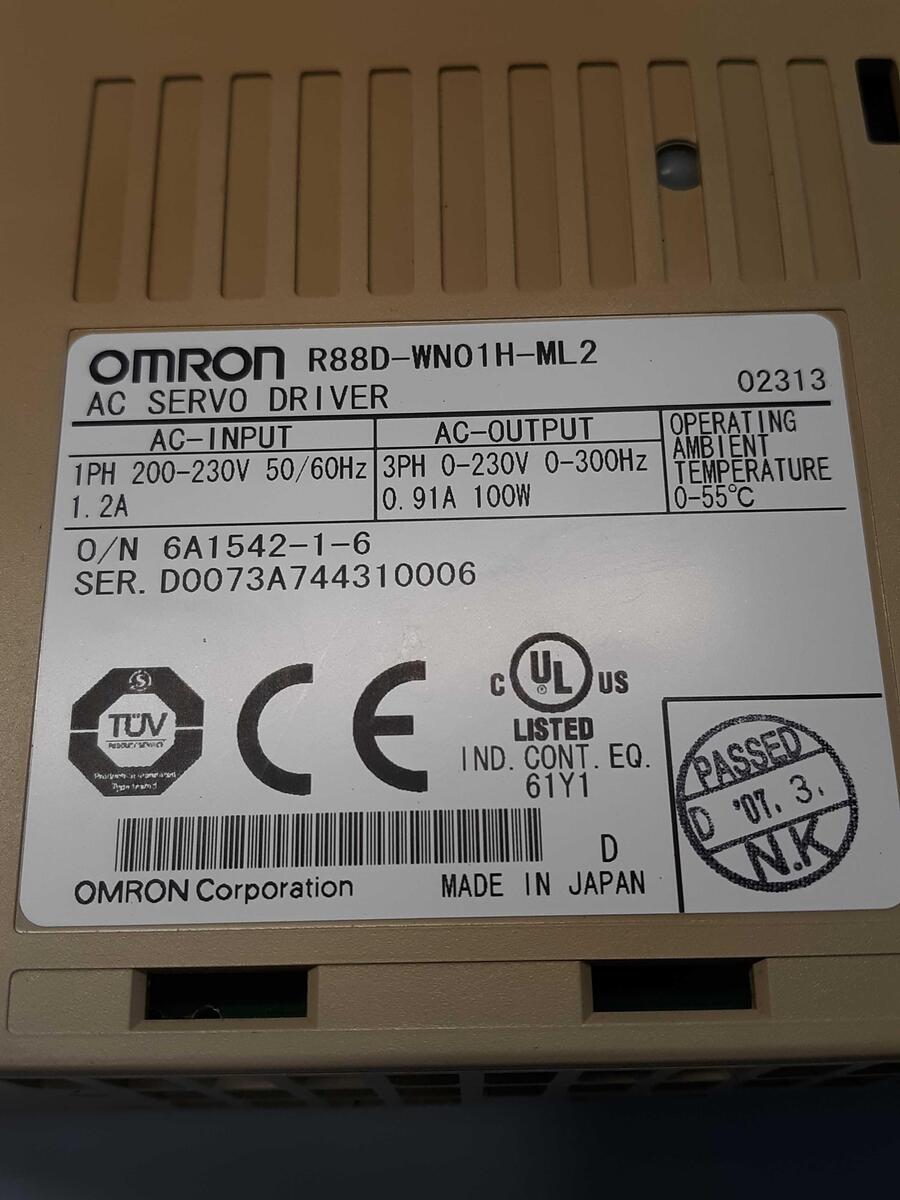 OMRON R88D-WN01H-ML2
AC SERVO DRIVER 02313
AC-INPUT AC-OUTPUT OPERATING AMBIENT TEMPERATURE 0-55℃
1PH 200-230V 50/60Hz 3PH 0-230V 0-300Hz
1.2A 0.91A 100W
O/N 6A1542-1-6
SER. D0073A744310006
S
TÜV
PRODUCT SERVICE
CE
C UL US
LISTED
IND. CONT. EQ.
61Y1
PASSED
D '07. 3.
N.K
D
OMRON Corporation MADE IN JAPAN